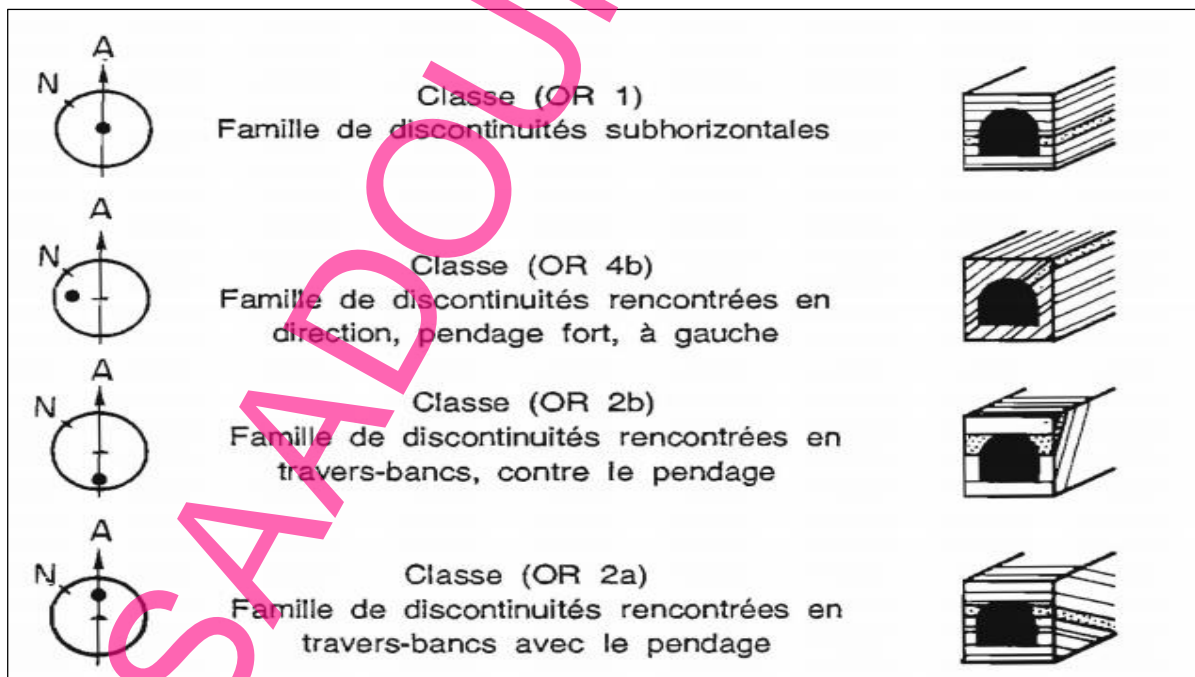 A
N
Classe (OR 1)
Famille de discontinuités subhorizontales
A
N
Classe (OR 4b)
Famille de discontinuités rencontrées en
direction, pendage fort, à gauche
A
N
Classe (OR 2b)
Famille de discontinuités rencontrées en
travers-bancs, contre le pendage
A
N
Classe (OR 2a)
Famille de discontinuités rencontrées en
travers-bancs avec le pendage
SAADOU